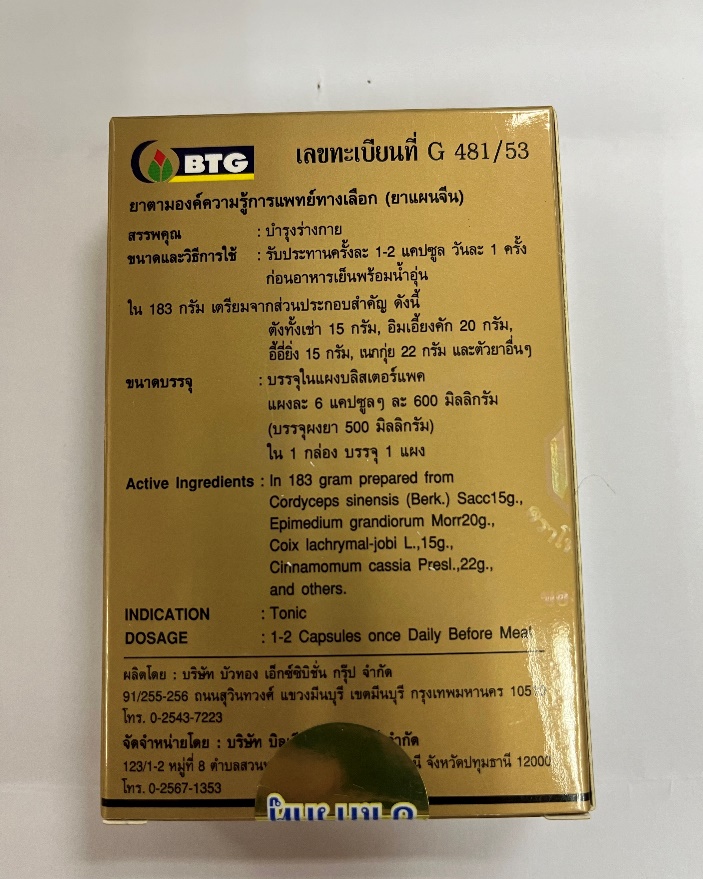 BTG
เลขทะเบียนที่ G 481/53
ยาตามองค์ความรู้การแพทย์ทางเลือก (ยาแผนจีน)
สรรพคุณ : บำรุงร่างกาย
ขนาดและวิธีการใช้ : รับประทานครั้งละ 1-2 แคปซูล วันละ 1 ครั้ง
ก่อนอาหารเย็นพร้อมน้ำอุ่น
ใน 183 กรัม เตรียมจากส่วนประกอบสำคัญ ดังนี้
ตังทั้งเช่า 15 กรัม, อิมเอี้ยงคัก 20 กรัม,
อี้อี่ยิ่ง 15 กรัม, เนกกุ่ย 22 กรัม และตัวยาอื่นๆ
ขนาดบรรจุ : บรรจุในแผงบลิสเตอร์แพค
แผงละ 6 แคปซูลๆ ละ 600 มิลลิกรัม
(บรรจุผงยา 500 มิลลิกรัม)
ใน 1 กล่อง บรรจุ 1 แผง
Active Ingredients : In 183 gram prepared from
Cordyceps sinensis (Berk.) Sacc15g.,
Epimedium grandiorum Morr20g.,
Coix lachrymal-jobi L.,15g.,
Cinnamomum cassia Presl.,22g.,
and others.
INDICATION : Tonic
DOSAGE : 1-2 Capsules once Daily Before Meal
ผลิตโดย : บริษัท บัวทอง เอ็กซ์ซิบิชั่น กรุ๊ป จำกัด
91/255-256 ถนนสุวินทวงศ์ แขวงมีนบุรี เขตมีนบุรี กรุงเทพมหานคร
โทร. 0-2543-7223
จัดจำหน่ายโดย : บริษัท
123/1-2 หมู่ที่ 8 จังหวัดปทุมธานี 12000
โทร. 0-2567-1353